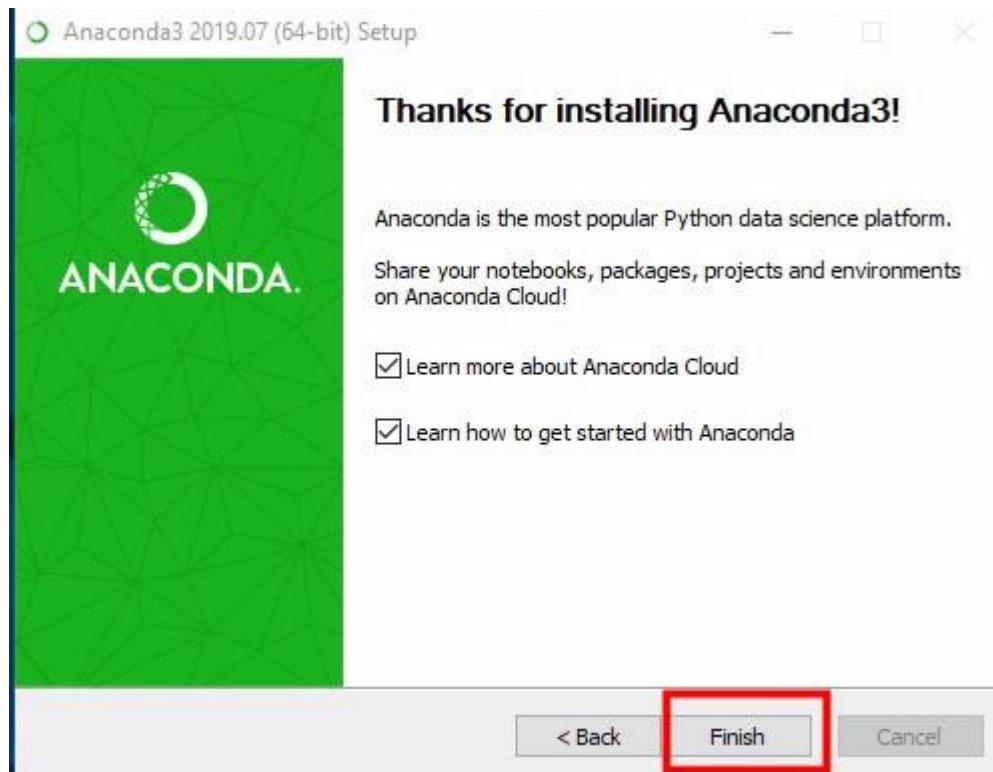 Anaconda3 2019.07 (64-bit) Setup
Thanks for installing Anaconda3!
Anaconda is the most popular Python data science platform.
Share your notebooks, packages, projects and environments
on Anaconda Cloud!
ANACONDA.
Learn more about Anaconda Cloud
Learn how to get started with Anaconda
< Back Finish Cancel